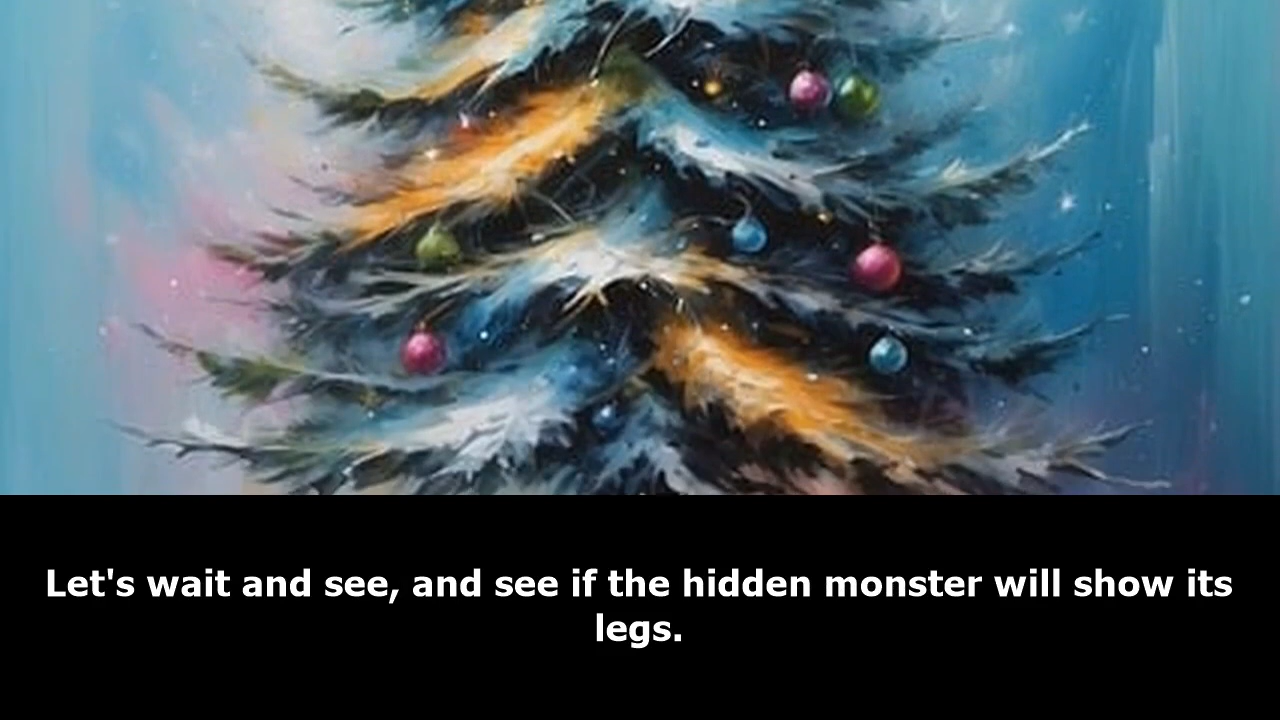 Let's wait and see, and see if the hidden monster will show its
legs.